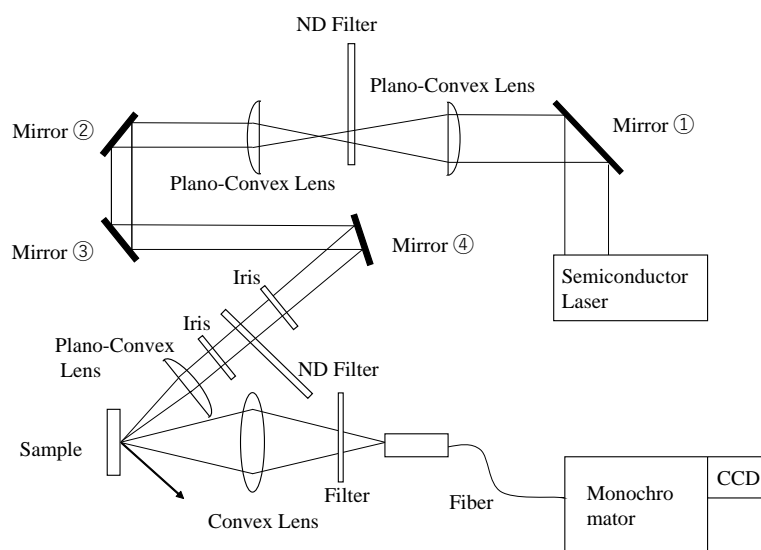 ND Filter
Plano-Convex Lens
Mirror ②
Mirror ①
Plano-Convex Lens
Mirror ③
Mirror ④
Semiconductor
Laser
Iris
Iris
Plano-Convex
Lens
ND Filter
Sample
Filter
Convex Lens
Fiber
Monochro
mator
CCD